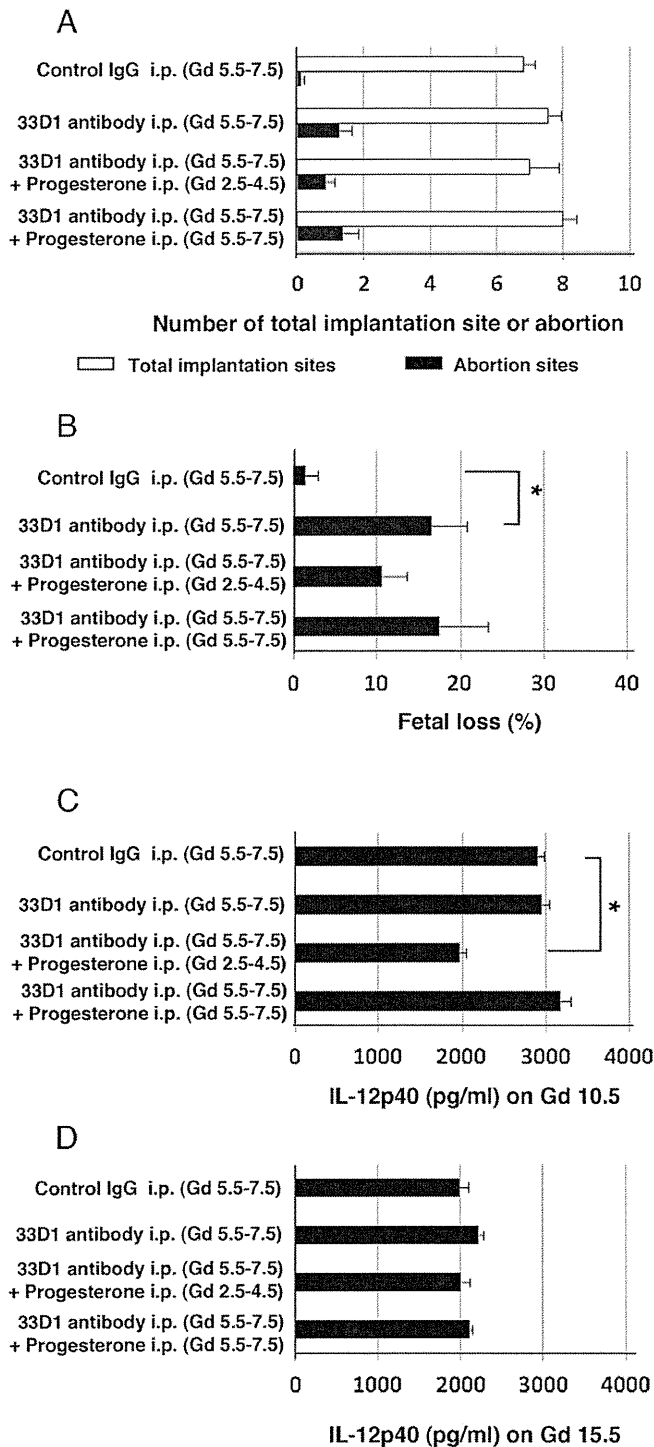 A
Control IgG i.p. (Gd 5.5-7.5)
33D1 antibody i.p. (Gd 5.5-7.5)
33D1 antibody i.p. (Gd 5.5-7.5)
+ Progesterone i.p. (Gd 2.5-4.5)
33D1 antibody i.p. (Gd 5.5-7.5)
+ Progesterone i.p. (Gd 5.5-7.5)
0 2 4 6 8 10
Number of total implantation site or abortion
Total implantation sites Abortion sites
B
Control IgG i.p. (Gd 5.5-7.5)
*
33D1 antibody i.p. (Gd 5.5-7.5)
33D1 antibody i.p. (Gd 5.5-7.5)
+ Progesterone i.p. (Gd 2.5-4.5)
33D1 antibody i.p. (Gd 5.5-7.5)
+ Progesterone i.p. (Gd 5.5-7.5)
0 10 20 30 40
Fetal loss (%)
C
Control IgG i.p. (Gd 5.5-7.5)
33D1 antibody i.p. (Gd 5.5-7.5)
*
33D1 antibody i.p. (Gd 5.5-7.5)
+ Progesterone i.p. (Gd 2.5-4.5)
33D1 antibody i.p. (Gd 5.5-7.5)
+ Progesterone i.p. (Gd 5.5-7.5)
0 1000 2000 3000 4000
IL-12p40 (pg/ml) on Gd 10.5
D
Control IgG i.p. (Gd 5.5-7.5)
33D1 antibody i.p. (Gd 5.5-7.5)
33D1 antibody i.p. (Gd 5.5-7.5)
+ Progesterone i.p. (Gd 2.5-4.5)
33D1 antibody i.p. (Gd 5.5-7.5)
+ Progesterone i.p. (Gd 5.5-7.5)
0 1000 2000 3000 4000
IL-12p40 (pg/ml) on Gd 15.5